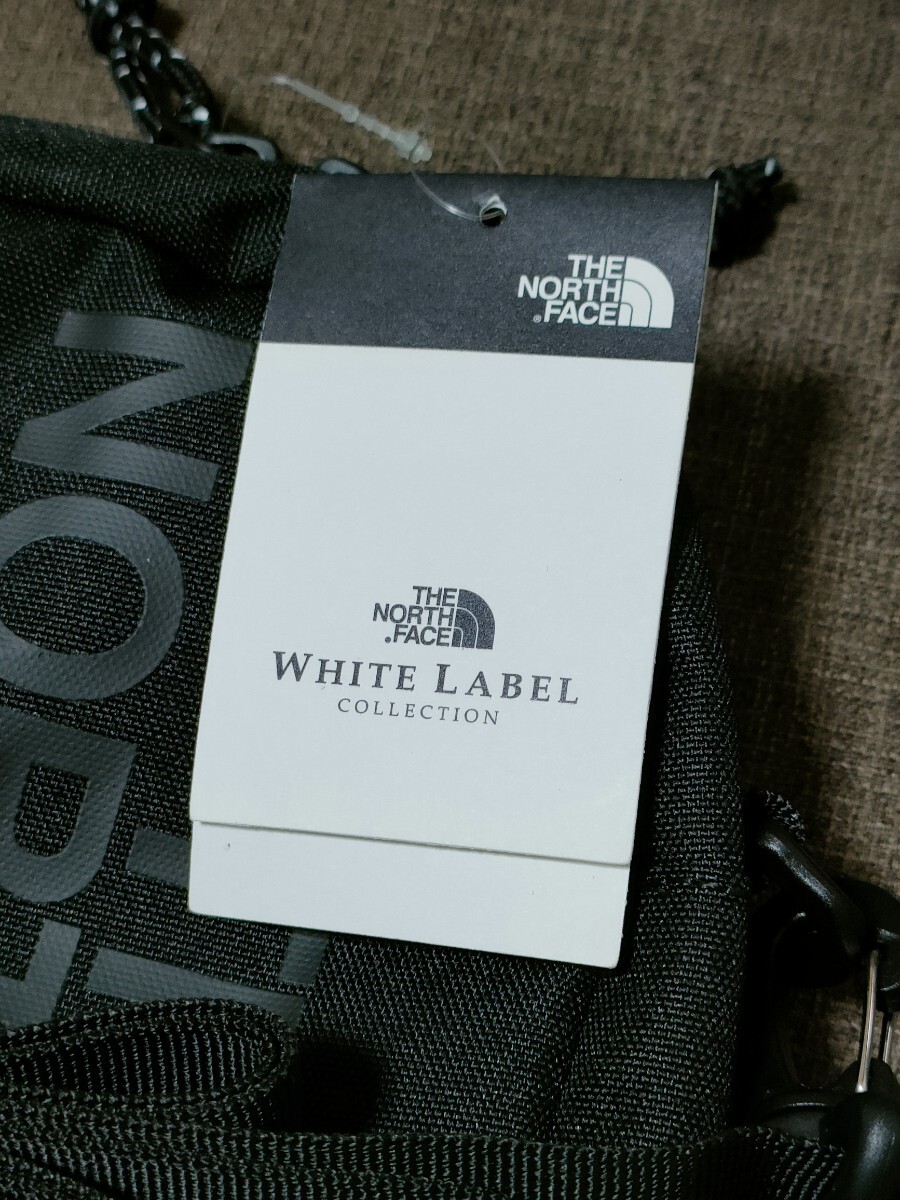 THE
NORTH
® FACE
THE
NORTH
.FACE
WHITE LABEL
COLLECTION
NORTH